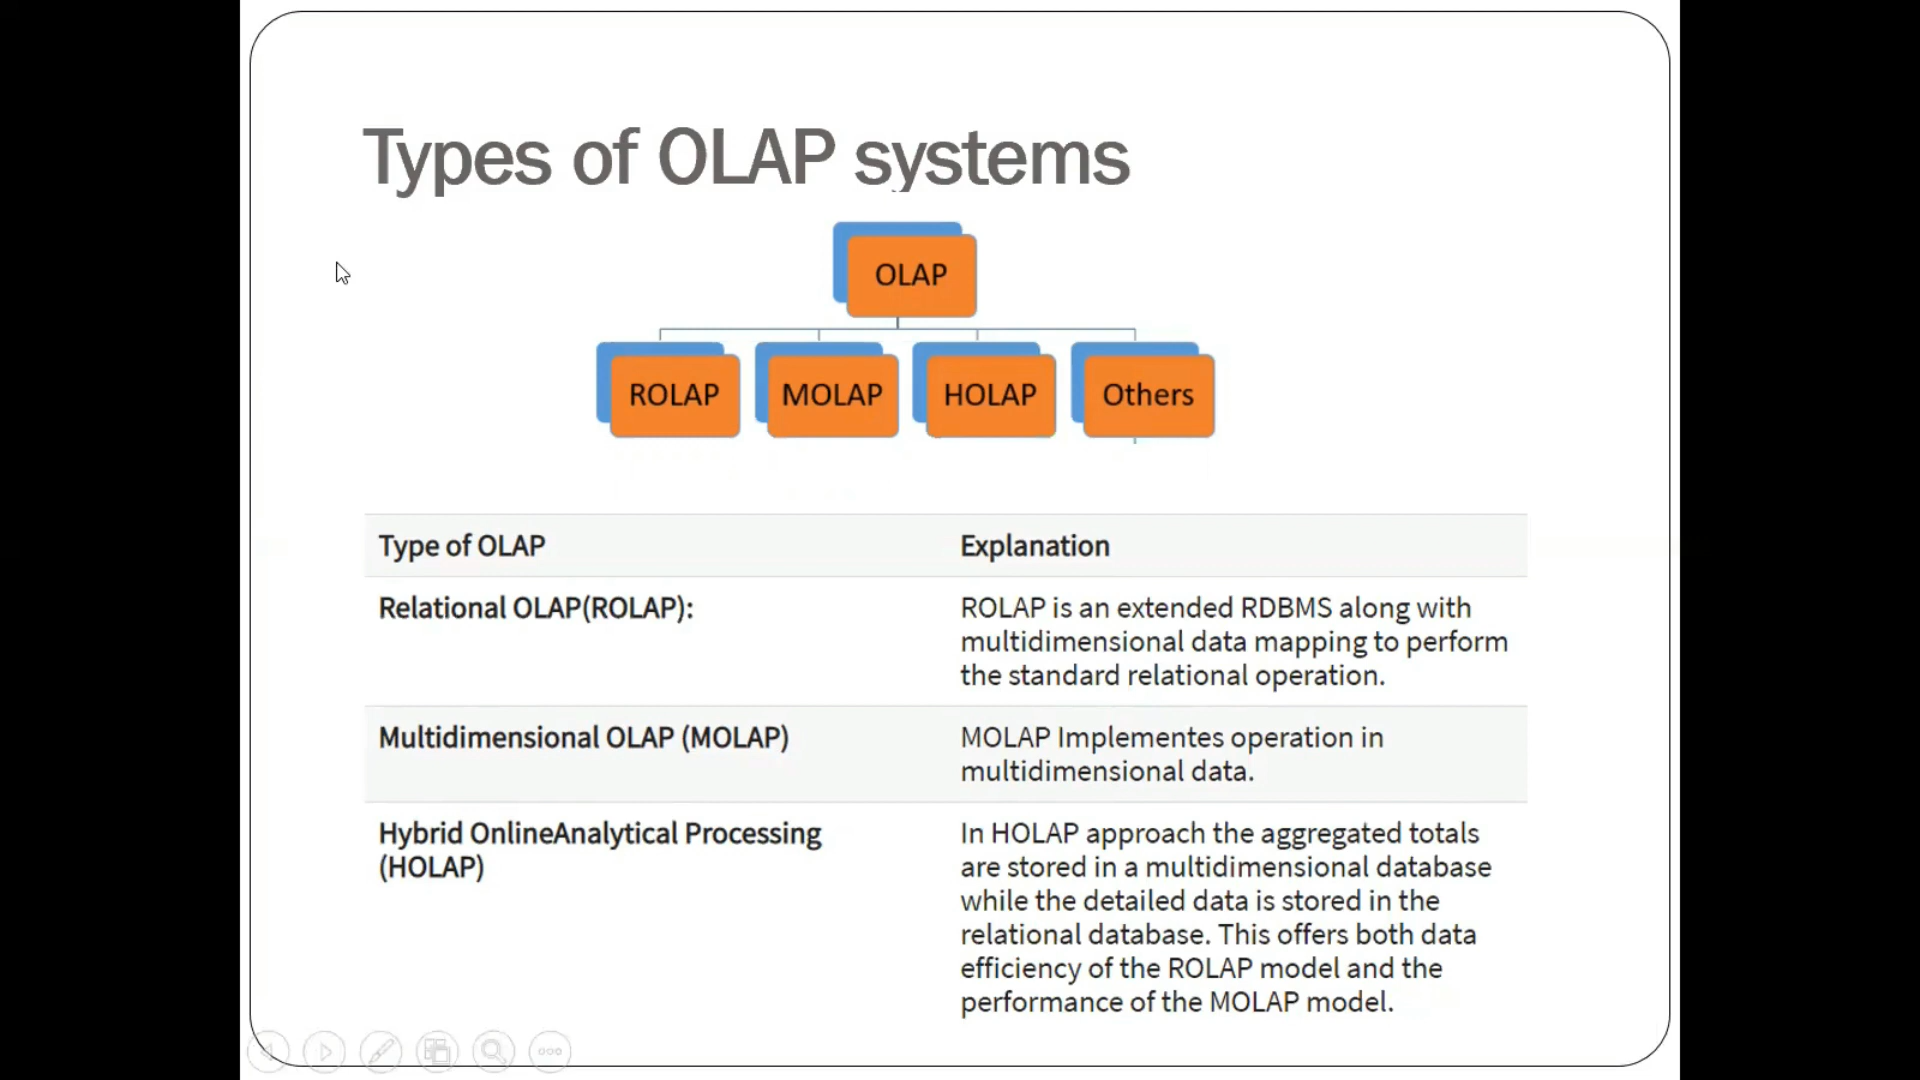 Types of OLAP systems
OLAP
ROLAP
MOLAP
HOLAP
Others
Type of OLAP
Explanation
Relational OLAP(ROLAP):
ROLAP is an extended RDBMS along with
multidimensional data mapping to perform
the standard relational operation.
Multidimensional OLAP (MOLAP)
MOLAP Implementes operation in
multidimensional data.
Hybrid OnlineAnalytical Processing
(HOLAP)
In HOLAP approach the aggregated totals
are stored in a multidimensional database
while the detailed data is stored in the
relational database. This offers both data
efficiency of the ROLAP model and the
performance of the MOLAP model.